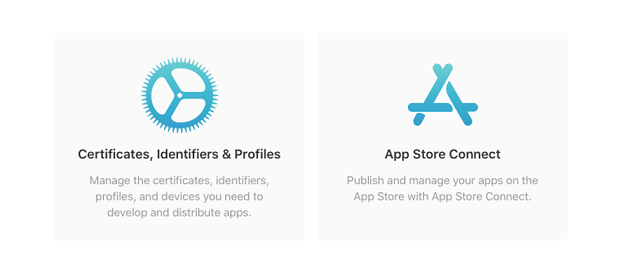 Certificates, Identifiers & Profiles
Manage the certificates, identifiers,
profiles, and devices you need to
develop and distribute apps.
App Store Connect
Publish and manage your apps on the
App Store with App Store Connect.